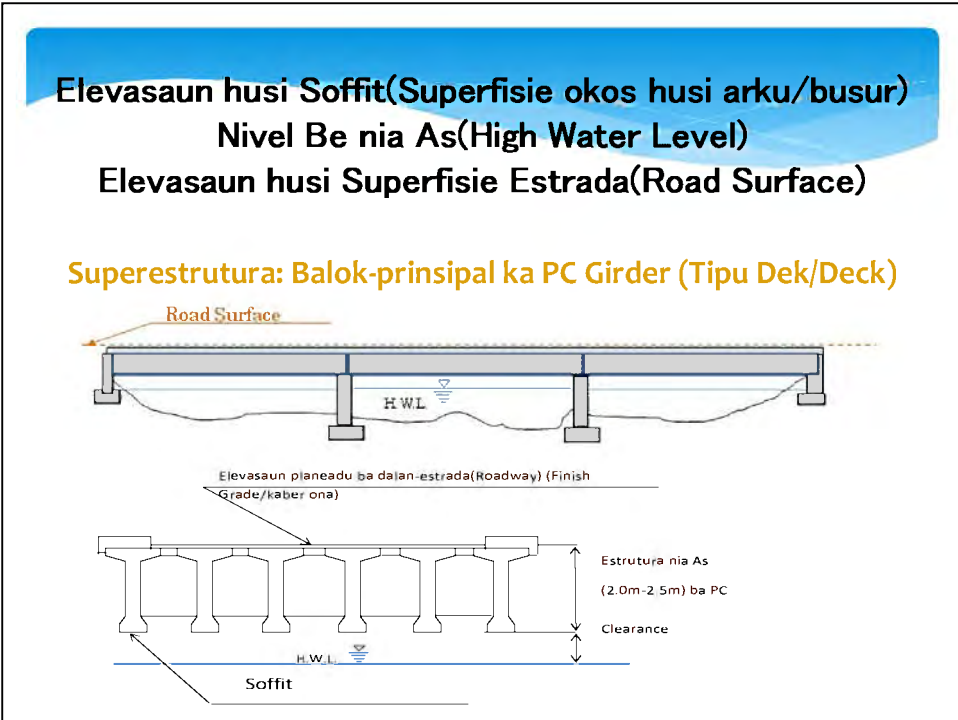 Elevasaun husi Soffit(Superfisie okos husi arku/busur)
Nivel Be nia As(High Water Level)
Elevasaun husi Superfisie Estrada(Road Surface)
Superestrutura: Balok-prinsipal ka PC Girder (Tipu Dek/Deck)
Road Surface
H.W.L
Elevasaun planeadu ba dalan-estrada(Roadway) (Finish
Grade/kaber ona)
Estrutura nia As
(2.0m-2.5m) ba PC
Clearance
H.W.L.
Soffit